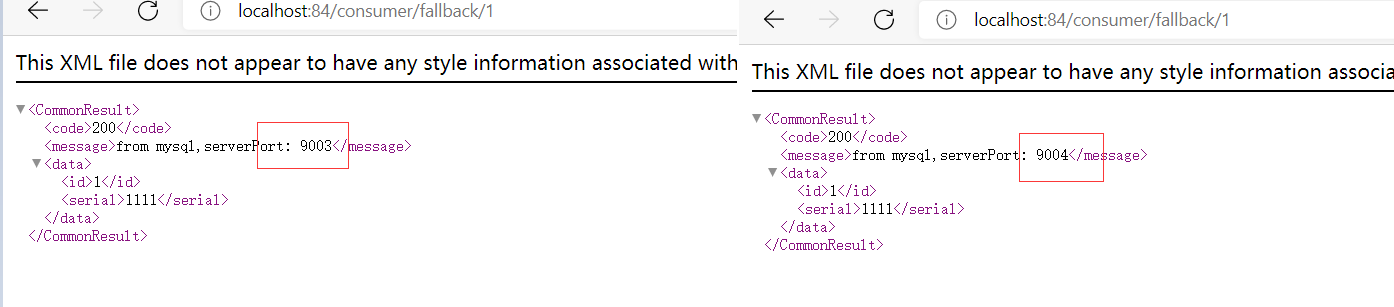 localhost:84/consumer/fallback/1
This XML file does not appear to have any style information associated with
<CommonResult>
<code>200</code>
<message>from mysql,serverPort: 9003</message>
<data>
<id>1</id>
<serial>1111</serial>
</data>
</CommonResult>
localhost:84/consumer/fallback/1
This XML file does not appear to have any style information associa
<CommonResult>
<code>200</code>
<message>from mysql,serverPort: 9004</message>
<data>
<id>1</id>
<serial>1111</serial>
</data>
</CommonResult>